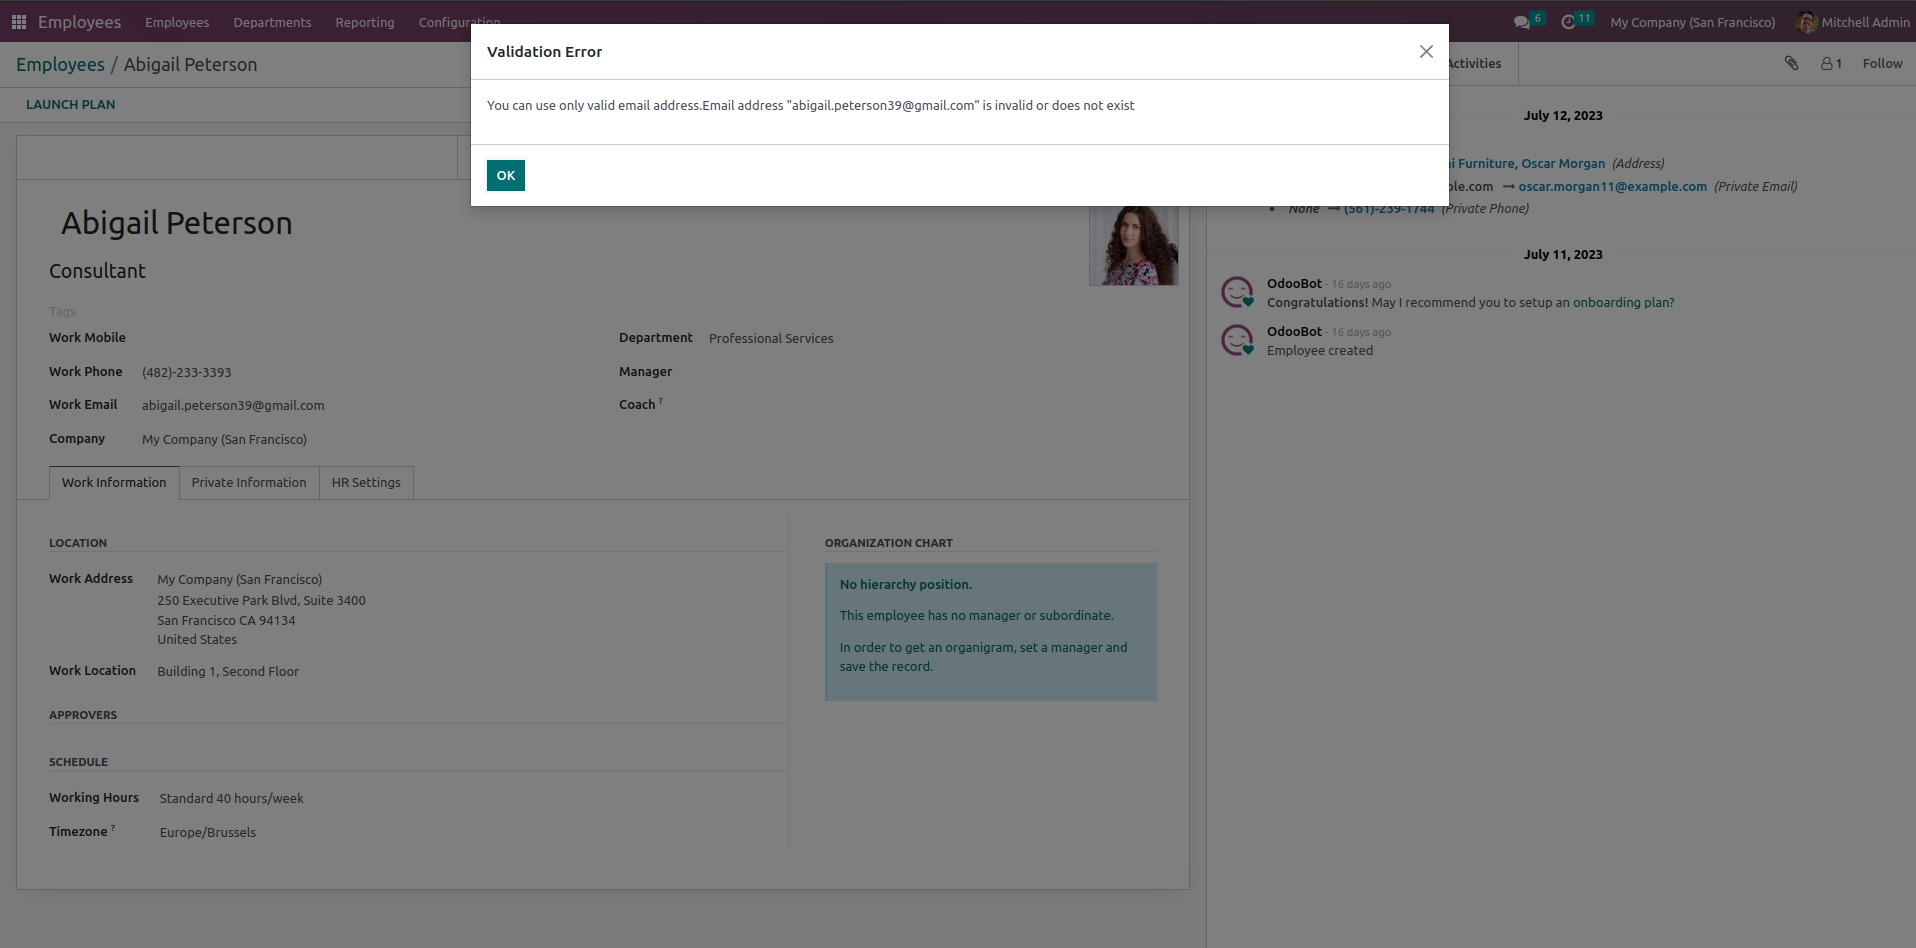 Employees Employees Departments Reporting Configuration 6 11 My Company (San Francisco) Mitchell Admin
Employees / Abigail Peterson
LAUNCH PLAN
Validation Error
You can use only valid email address.Email address "abigail.peterson39@gmail.com" is invalid or does not exist
OK
Abigail Peterson
Consultant
Tags
Work Mobile
Work Phone (482)-233-3393
Work Email abigail.peterson39@gmail.com
Company My Company (San Francisco)
Department Professional Services
Manager
Coach ?
Work Information Private Information HR Settings
LOCATION
Work Address My Company (San Francisco)
250 Executive Park Blvd, Suite 3400
San Francisco CA 94134
United States
Work Location Building 1, Second Floor
APPROVERS
SCHEDULE
Working Hours Standard 40 hours/week
Timezone ? Europe/Brussels
ORGANIZATION CHART
No hierarchy position.
This employee has no manager or subordinate.
In order to get an organigram, set a manager and
save the record.
Activities 1 Follow
July 12, 2023
Furniture, Oscar Morgan (Address)
.com → oscar.morgan11@example.com (Private Email)
• None → (561)-239-1744 (Private Phone)
July 11, 2023
OdooBot - 16 days ago
Congratulations! May I recommend you to setup an onboarding plan?
OdooBot - 16 days ago
Employee created